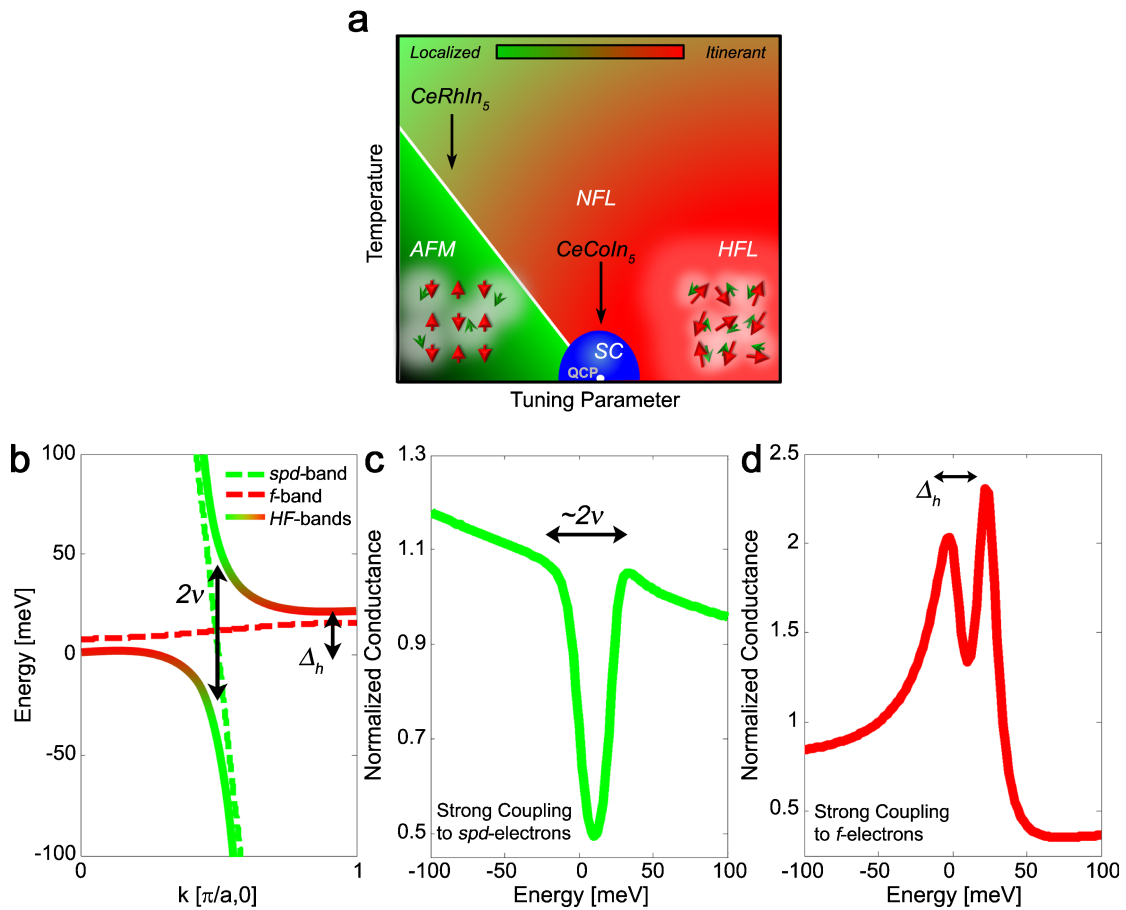 a
Localized
Itinerant
CeRhIn5
NFL
AFM
CeCoIn5
HFL
SC
QCP
Temperature
Tuning Parameter
b
100
50
0
-50
-100
Energy [meV]
spd-band
f-band
HF-bands
2v
Δh
0
1
k [π/a,0]
c
1.3
1.1
0.9
0.7
0.5
Normalized Conductance
~2v
Strong Coupling
to spd-electrons
-100
-50
0
50
100
Energy [meV]
d
2.5
2
1.5
1
0.5
Normalized Conductance
Δh
Strong Coupling
to f-electrons
-100
-50
0
50
100
Energy [meV]